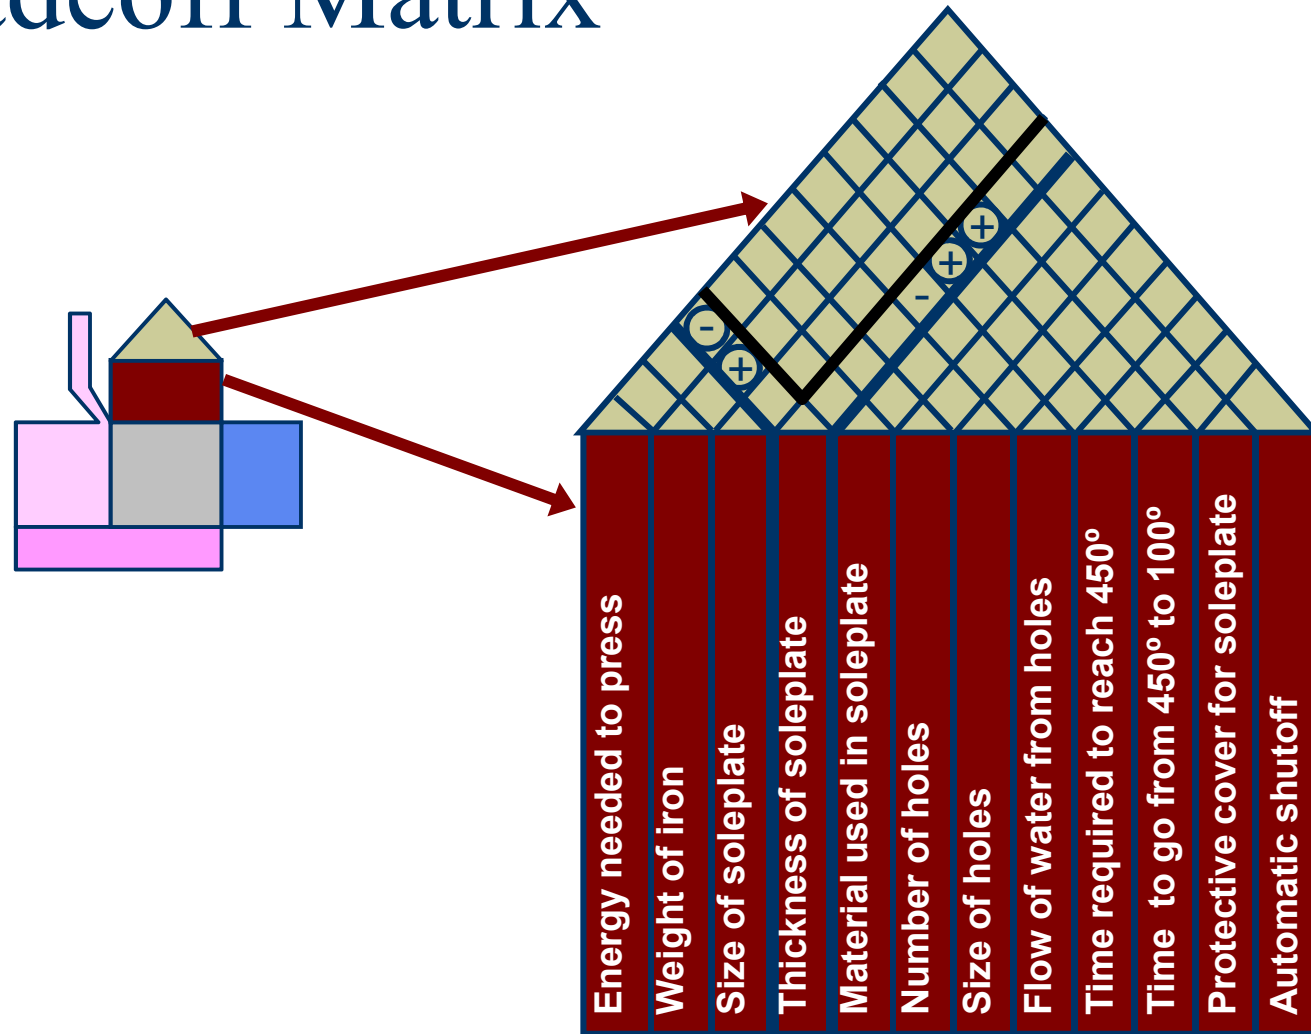 Matrix
+
+
-
-
+
Energy needed to press
Weight of iron
Size of soleplate
Thickness of soleplate
Material used in soleplate
Number of holes
Size of holes
Flow of water from holes
Time required to reach 450º
Time to go from 450º to 100º
Protective cover for soleplate
Automatic shutoff